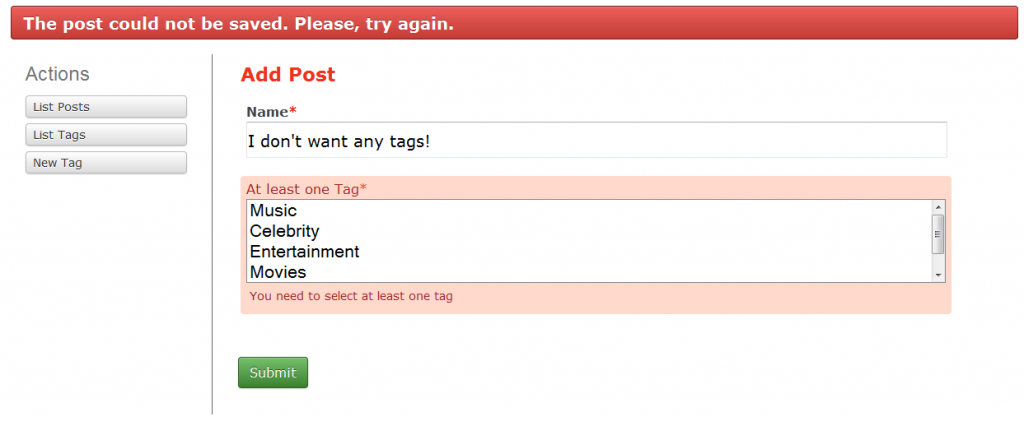 The post could not be saved. Please, try again.
Actions
List Posts
List Tags
New Tag
Add Post
Name*
I don't want any tags!
At least one Tag*
Music
Celebrity
Entertainment
Movies
You need to select at least one tag
Submit